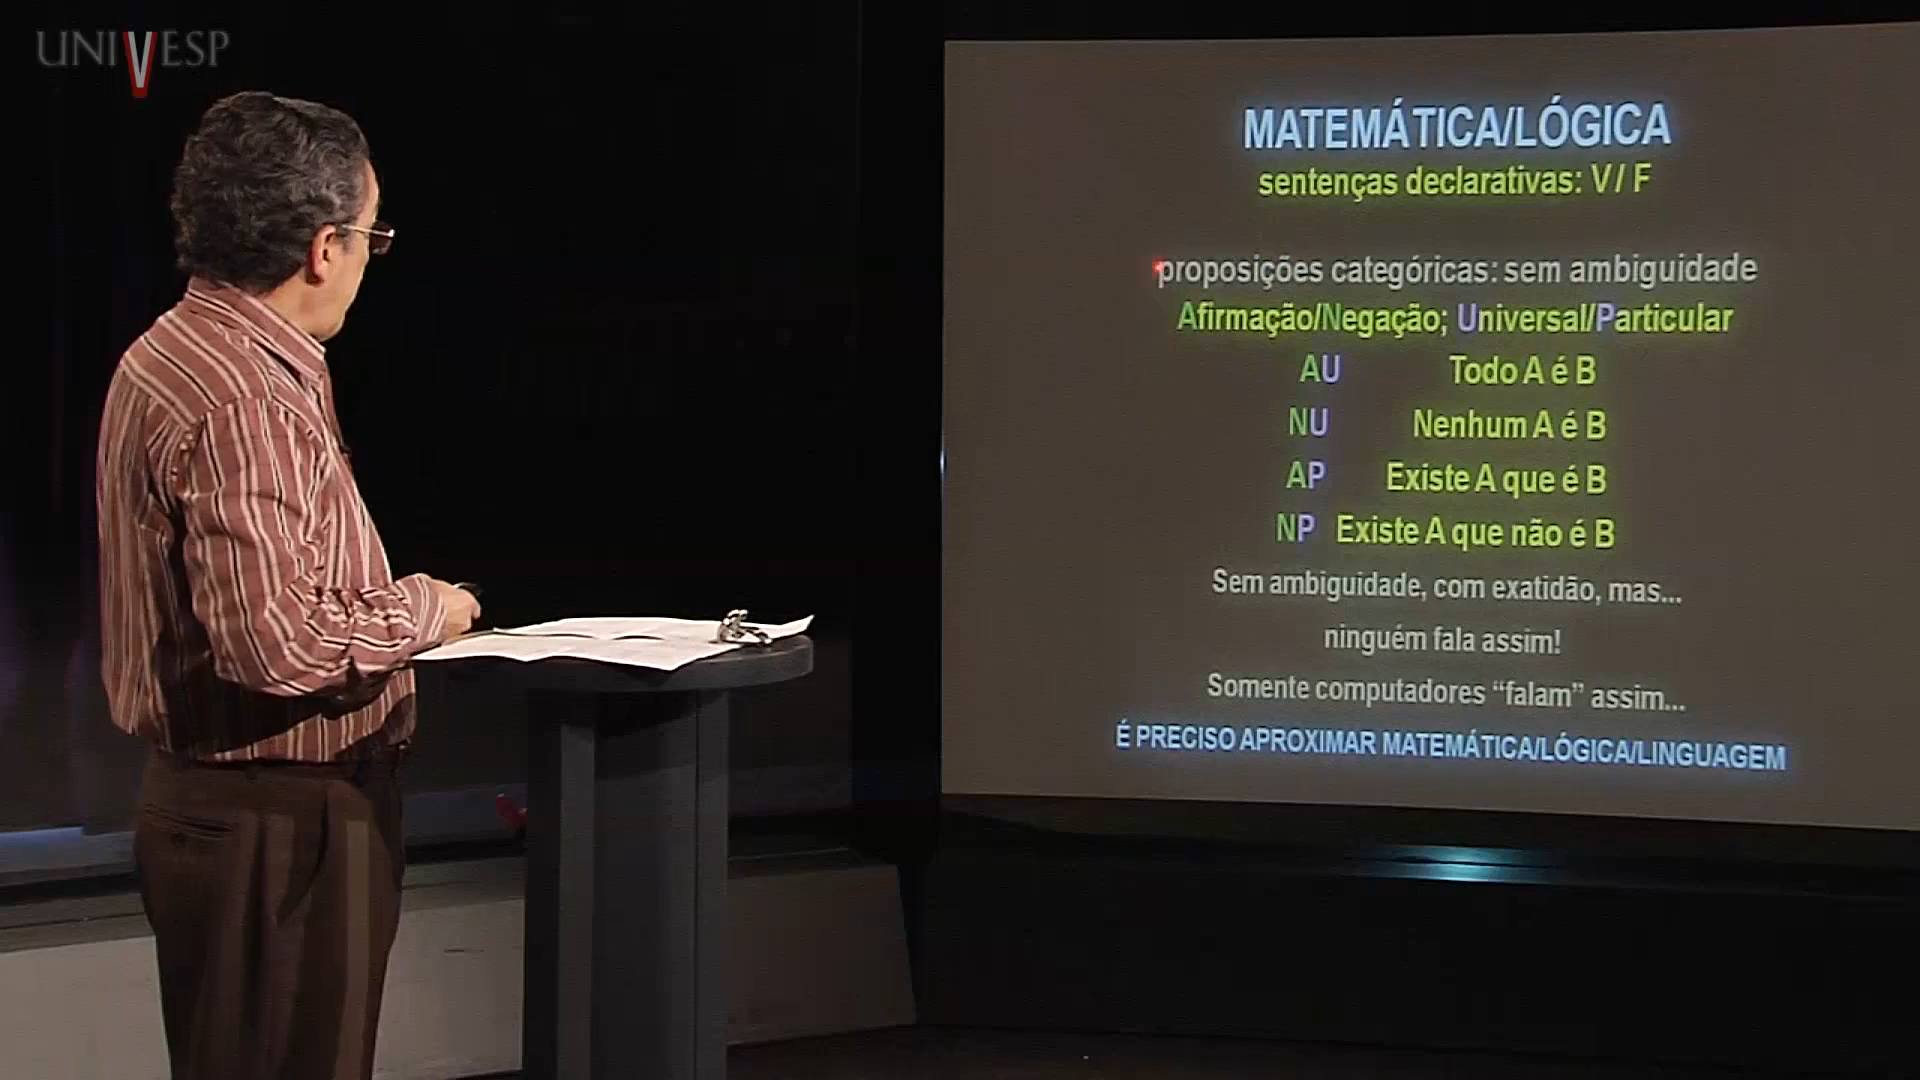 UNIVESP
MATEMÁTICA/LÓGICA
sentenças declarativas: V / F
proposições categóricas: sem ambiguidade
Afirmação/Negação; Universal/Particular
AU Todo A é B
NU Nenhum A é B
AP Existe A que é B
NP Existe A que não é B
Sem ambiguidade, com exatidão, mas...
ninguém fala assim!
Somente computadores “falam” assim...
É PRECISO APROXIMAR MATEMÁTICA/LÓGICA/LINGUAGEM